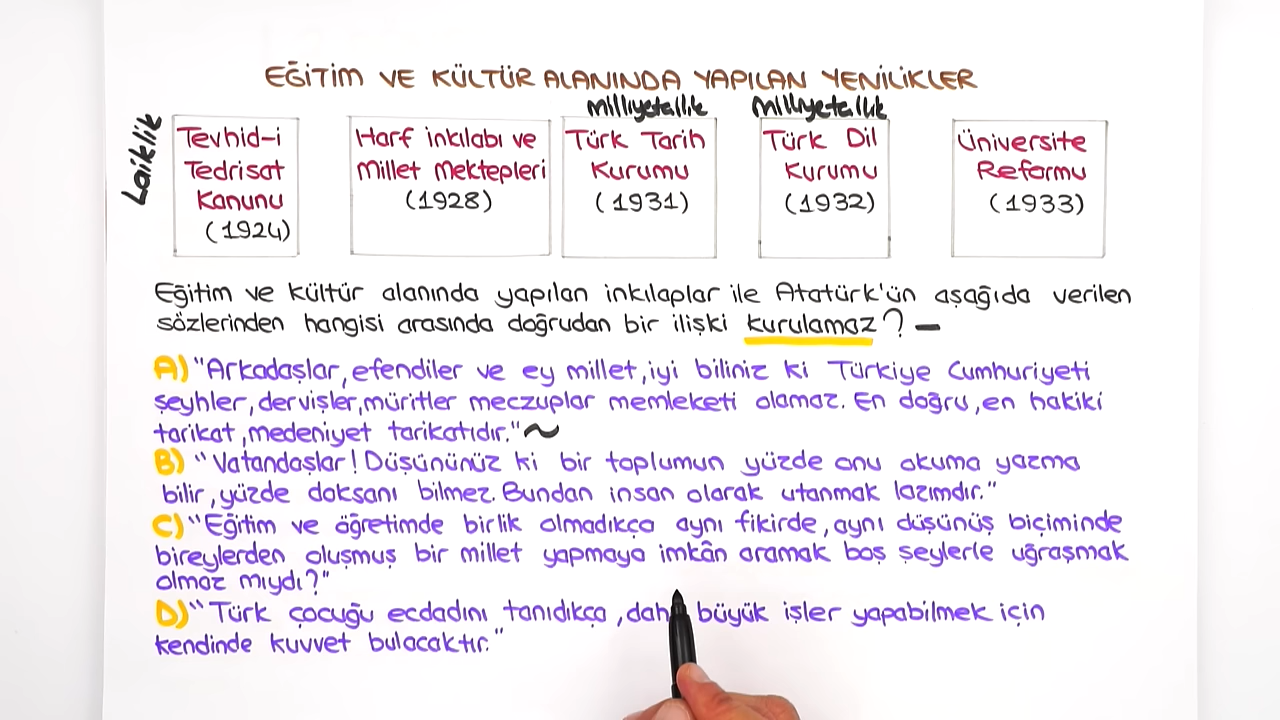 EĞİTİM VE KÜLTÜR ALANINDA YAPILAN YENİLİKLER
Laiklik
Tevhid-i
Tedrisat
Kanunu
(1924)
Harf inkılabı ve
Millet Mektepleri
(1928)
Milliyetçilik
Türk Tarih
Kurumu
(1931)
Milliyetçilik
Türk Dil
Kurumu
(1932)
Üniversite
Reformu
(1933)
Eğitim ve kültür alanında yapılan inkılaplar ile Atatürk'ün aşağıda verilen
sözlerinden hangisi arasında doğrudan bir ilişki kurulamaz? —
A) "Arkadaşlar, efendiler ve ey millet, iyi biliniz ki Türkiye Cumhuriyeti
şeyhler, dervişler, müritler meczuplar memleketi olamaz. En doğru, en hakiki
tarikat, medeniyet tarikatıdır." ~
B) "Vatandaşlar! Düşününüz ki bir toplumun yüzde onu okuma yazma
bilir, yüzde doksanı bilmez. Bundan insan olarak utanmak lazımdır."
C) "Eğitim ve öğretimde birlik olmadıkça aynı fikirde, aynı düşünüş biçiminde
bireylerden oluşmuş bir millet yapmaya imkân aramak boş şeylerle uğraşmak
olmaz mıydı?"
D) "Türk çocuğu ecdadını tanıdıkça, daha büyük işler yapabilmek için
kendinde kuvvet bulacaktır."